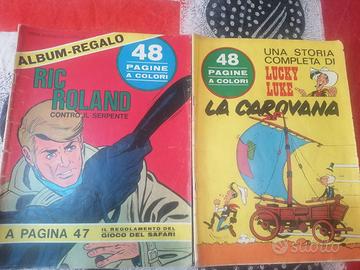 ALBUM-REGALO
48
PAGINE
A COLORI
RIC
ROLAND
CONTRO IL SERPENTE
A PAGINA 47
IL REGOLAMENTO DEL
GIOCO DEL SAFARI
48
PAGINE
A COLORI
UNA STORIA
COMPLETA DI
LUCKY
LUKE
LA CAROVANA
subito